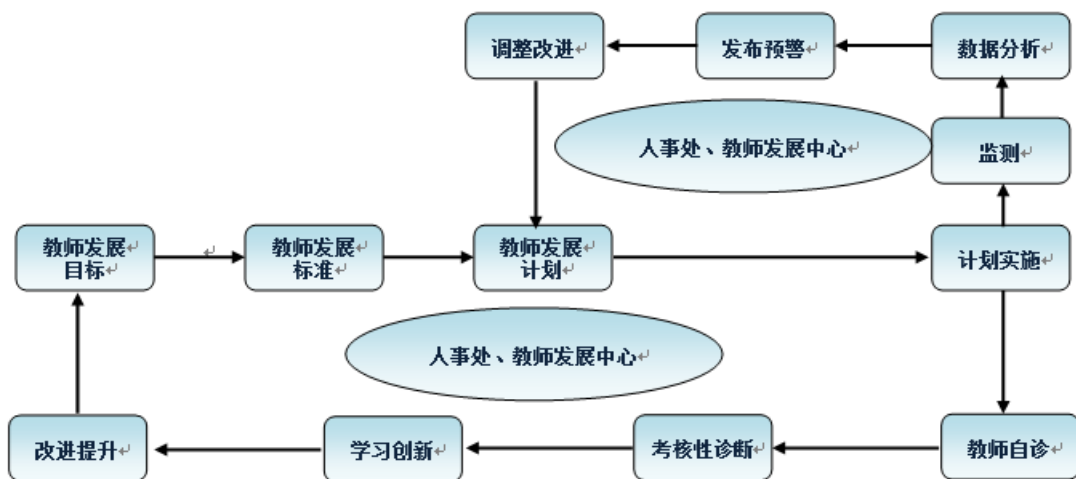 调整改进
发布预警
数据分析
人事处、教师发展中心
监测
教师发展
目标
教师发展
标准
教师发展
计划
计划实施
人事处、教师发展中心
改进提升
学习创新
考核性诊断
教师自诊